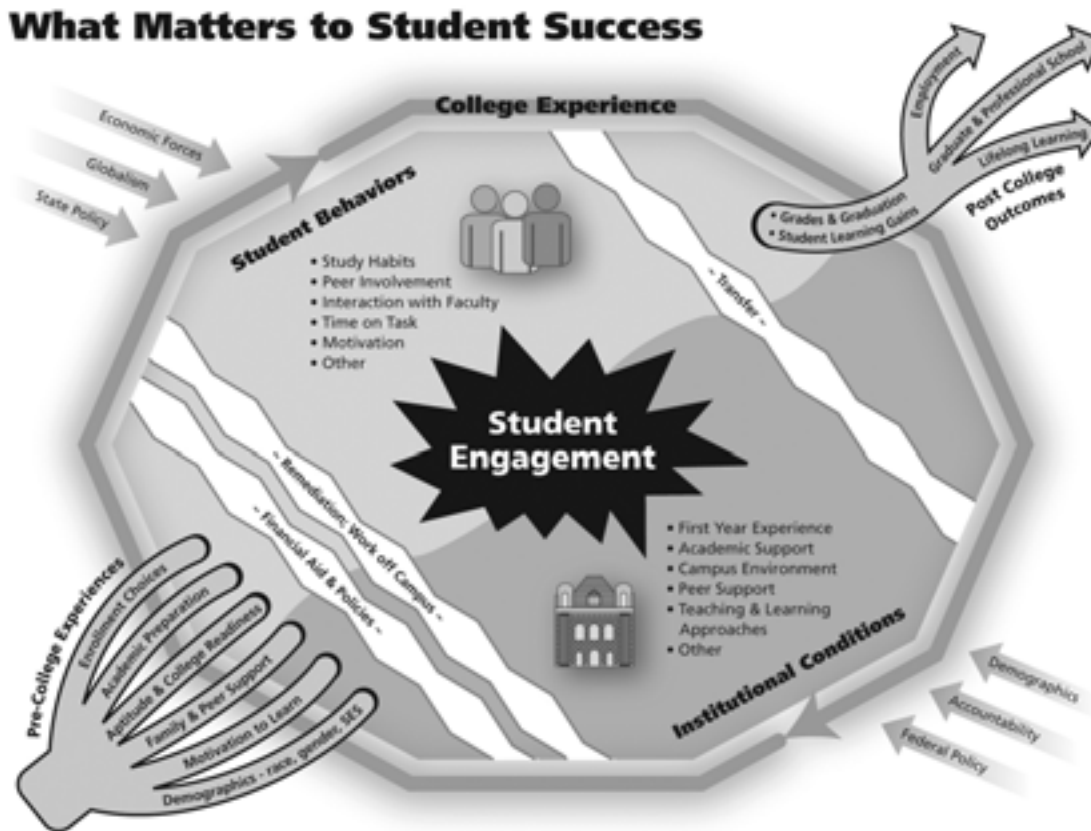 What Matters to Student Success
College Experience
Economic Forces
Globalism
State Policy
Employment
Graduate & Professional School
Lifelong Learning
• Grades & Graduation
• Student Learning Gains
Post College
Outcomes
Student Behaviors
• Study Habits
• Peer Involvement
• Interaction with Faculty
• Time on Task
• Motivation
• Other
~ Transfer ~
Student
Engagement
~ Remediation; Work off Campus ~
~ Financial Aid & Policies ~
• First Year Experience
• Academic Support
• Campus Environment
• Peer Support
• Teaching & Learning
Approaches
• Other
Institutional Conditions
Pre-College Experiences
Enrollment Choices
Academic Preparation
Aptitude & College Readiness
Family & Peer Support
Motivation to Learn
Demographics - race, gender, SES
Demographics
Accountability
Federal Policy